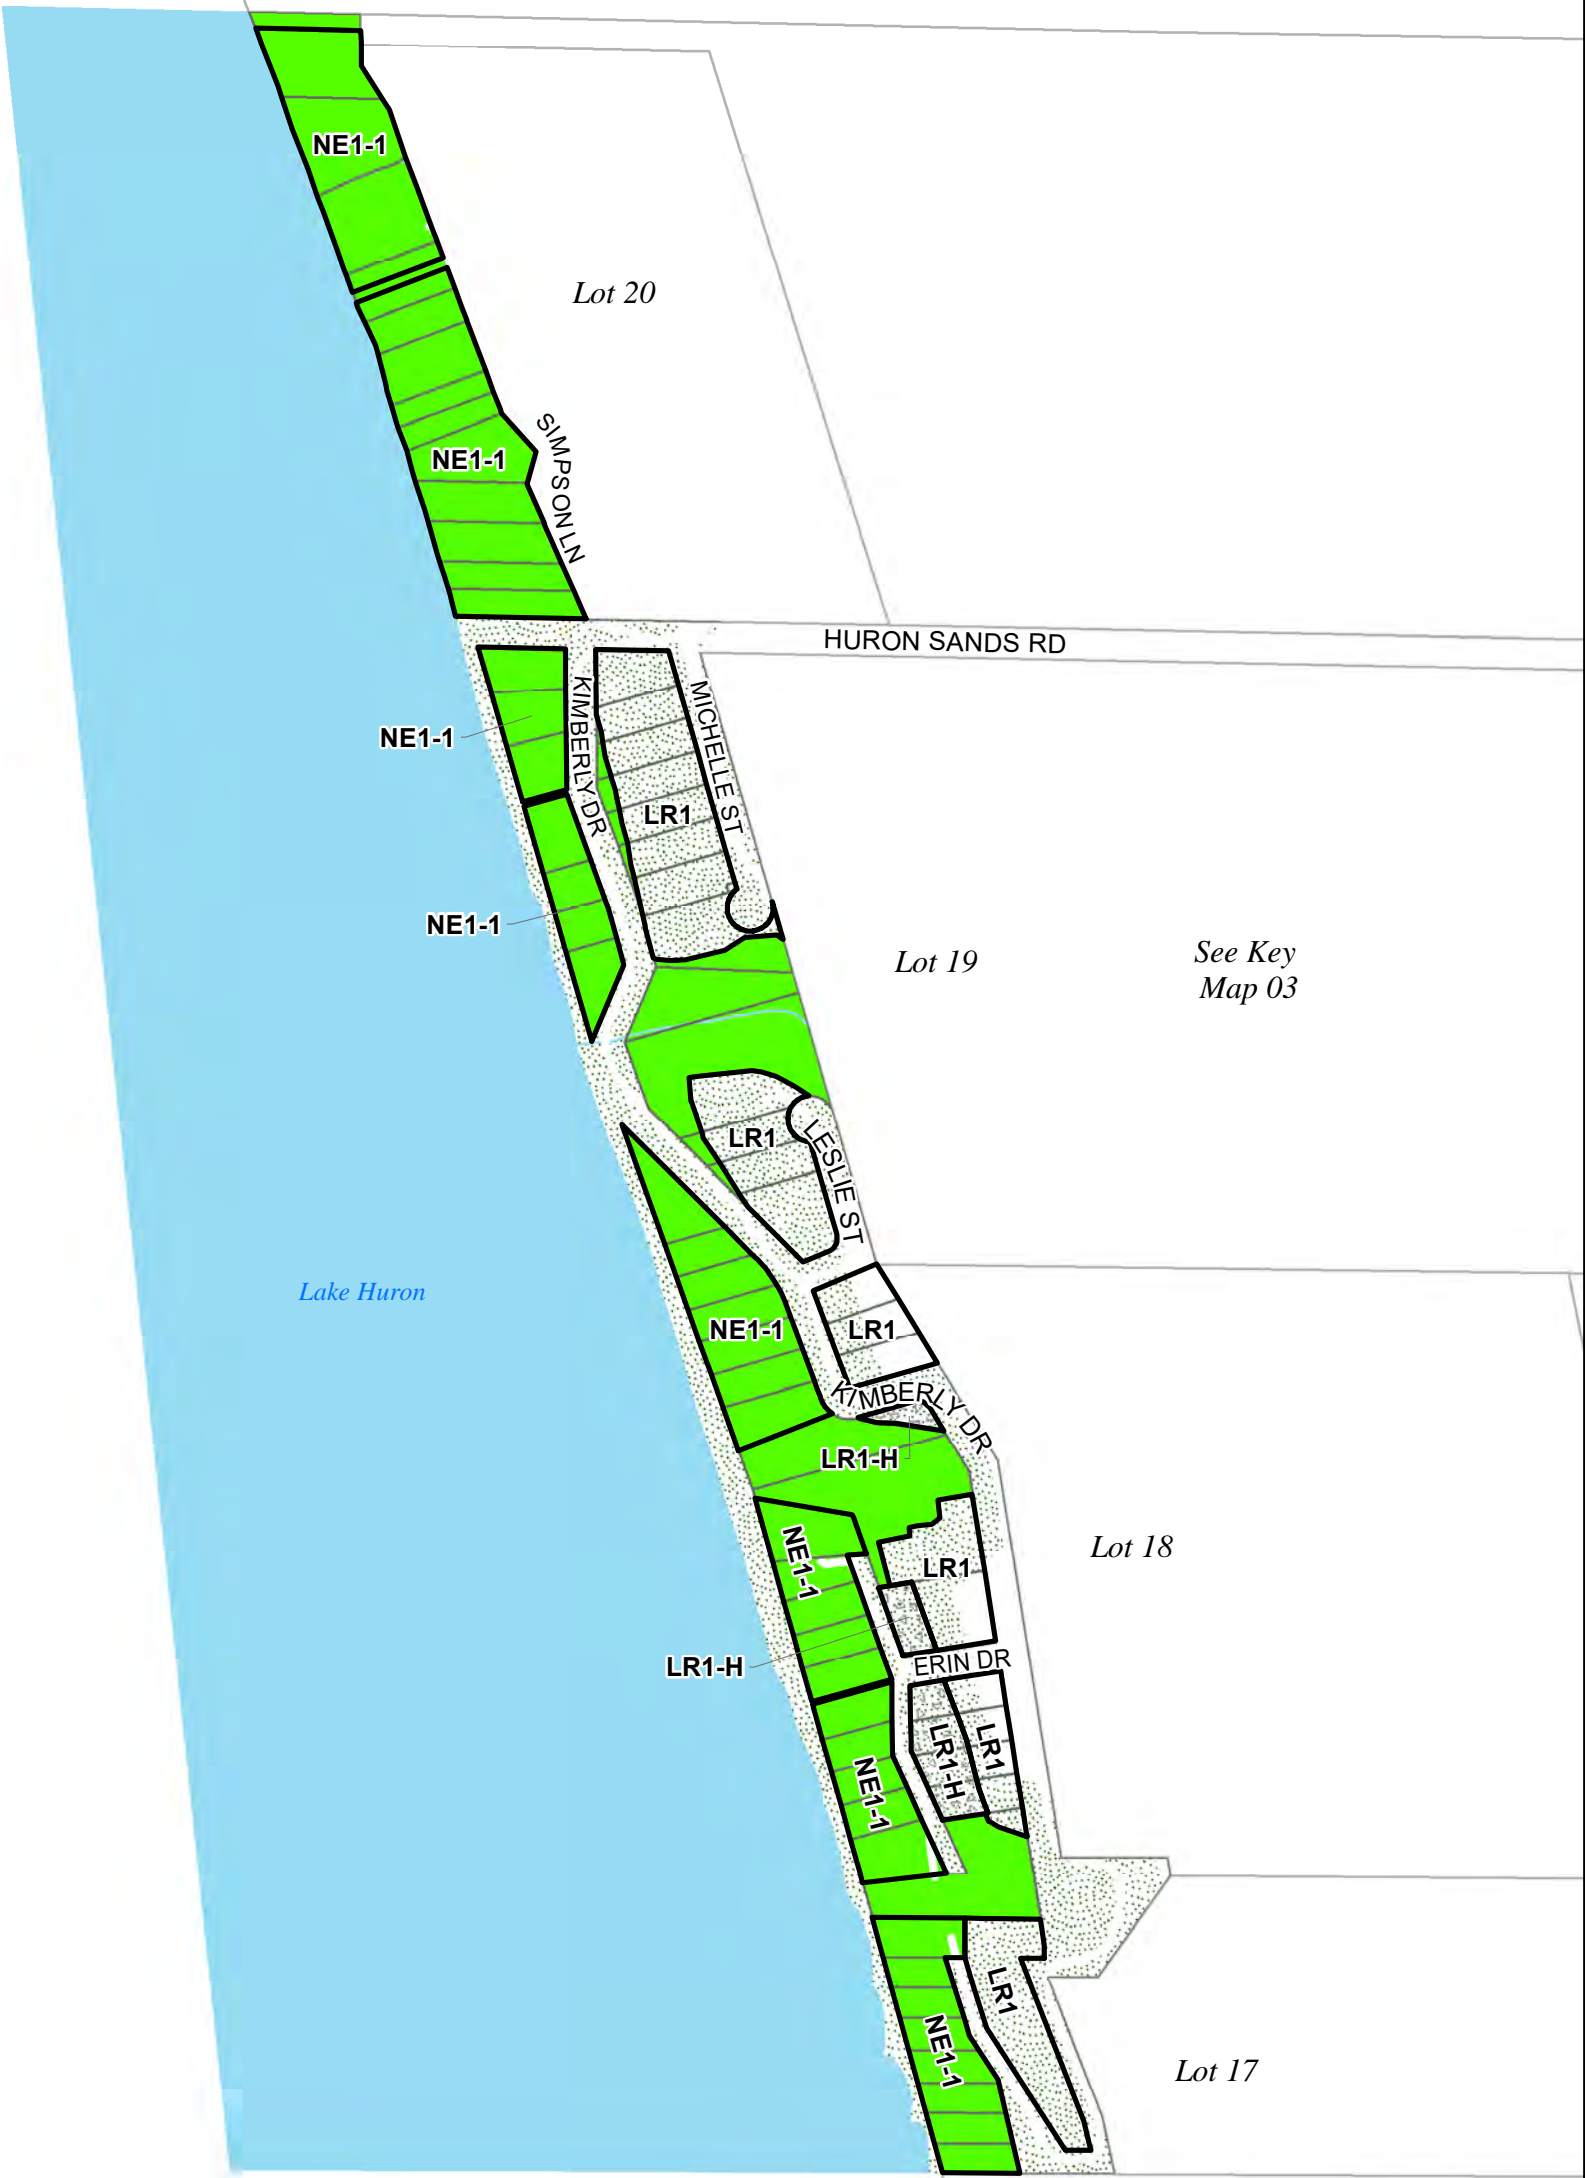 NE1-1
Lot 20
SIMPSON LN
NE1-1
HURON SANDS RD
KIMBERLY DR
MICHELLE ST
NE1-1
LR1
NE1-1
Lot 19
See Key
Map 03
LR1
LESLIE ST
Lake Huron
NE1-1
LR1
KIMBERLY DR
LR1-H
NE1-1
LR1
Lot 18
LR1-H
ERIN DR
LR1-H
LR1
NE1-1
LR1
NE1-1
Lot 17